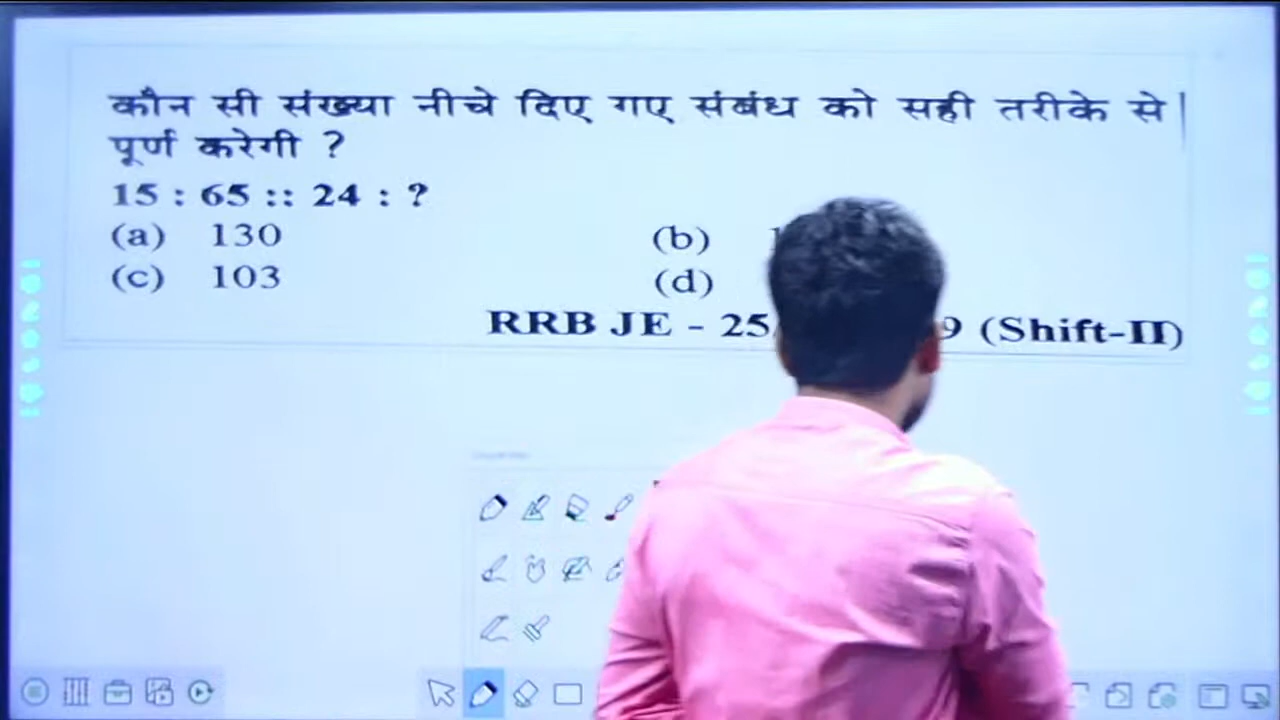 कौन सी संख्या नीचे दिए गए संबंध को सही तरीके से
पूर्ण करेगी ?
15 : 65 :: 24 : ?
(a) 130 (b)
(c) 103 (d)
RRB JE - 25 9 (Shift-II)